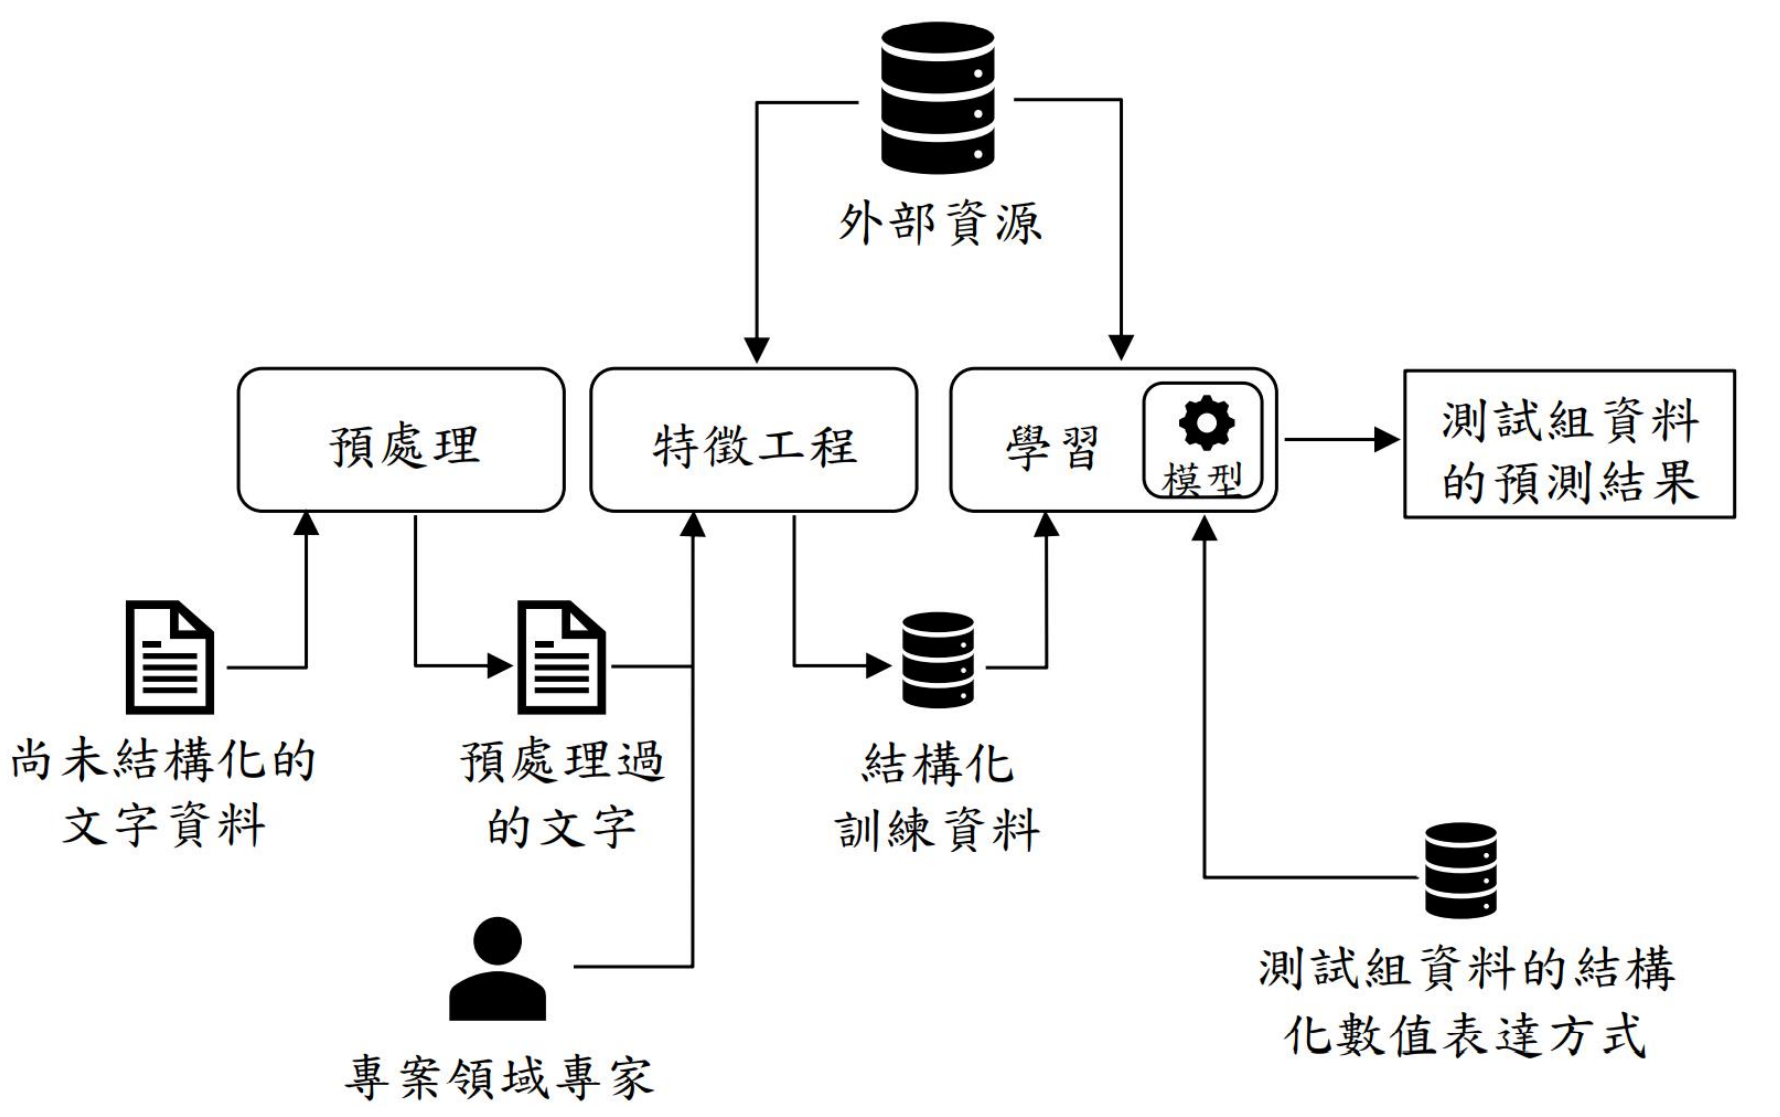 外部資源
預處理
特徵工程
學習
模型
測試組資料
的預測結果
尚未結構化的
文字資料
預處理過
的文字
結構化
訓練資料
測試組資料的結構
化數值表達方式
專案領域專家